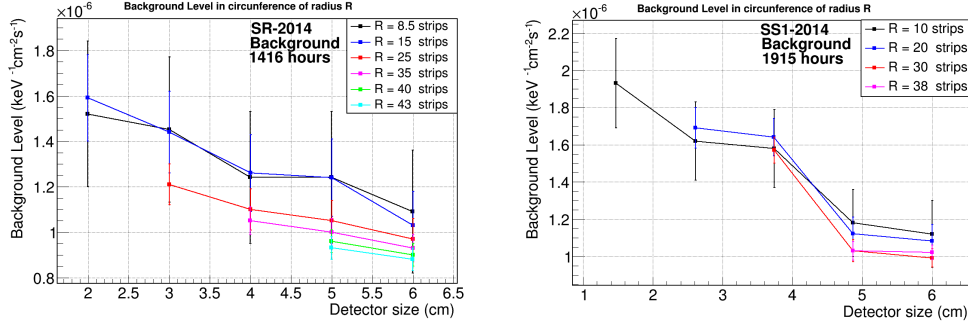 Background Level in circunference of radius R
×10⁻⁶
SR-2014
Background
1416 hours
R = 8.5 strips
R = 15 strips
R = 25 strips
R = 35 strips
R = 40 strips
R = 43 strips
Background Level (keV⁻¹cm⁻²s⁻¹)
1.8
1.6
1.4
1.2
1
0.8
2
2.5
3
3.5
4
4.5
5
5.5
6
6.5
Detector size (cm)
Background Level in circunference of radius R
×10⁻⁶
SS1-2014
Background
1915 hours
R = 10 strips
R = 20 strips
R = 30 strips
R = 38 strips
Background Level (keV⁻¹cm⁻²s⁻¹)
2.2
2
1.8
1.6
1.4
1.2
1
1
2
3
4
5
6
Detector size (cm)